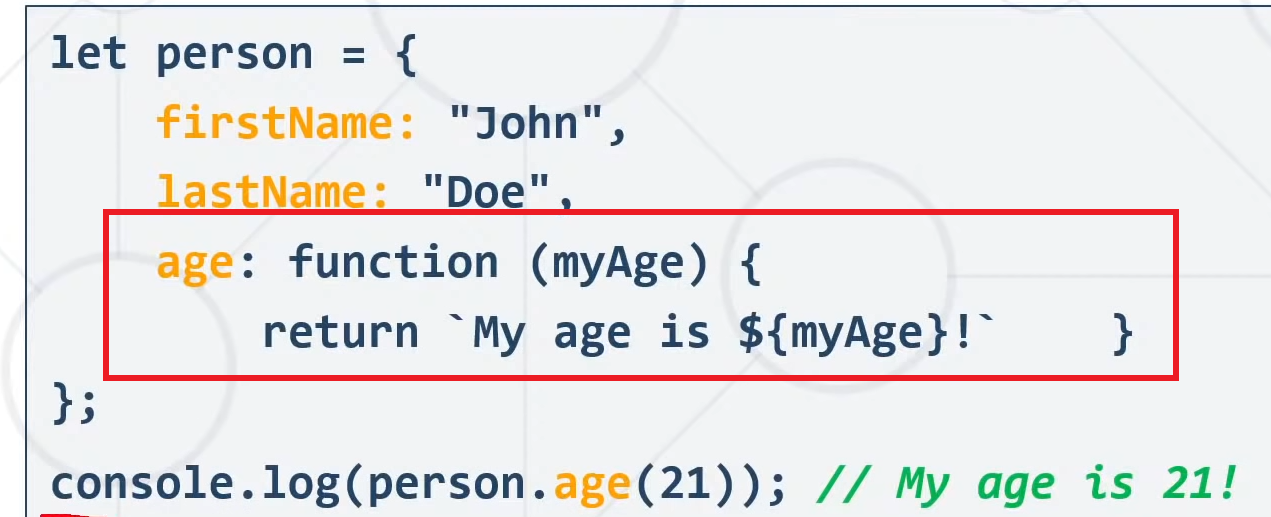 let person = {
    firstName: "John",
    lastName: "Doe",
    age: function (myAge) {
        return `My age is ${myAge}!`    }
};
console.log(person.age(21)); // My age is 21!